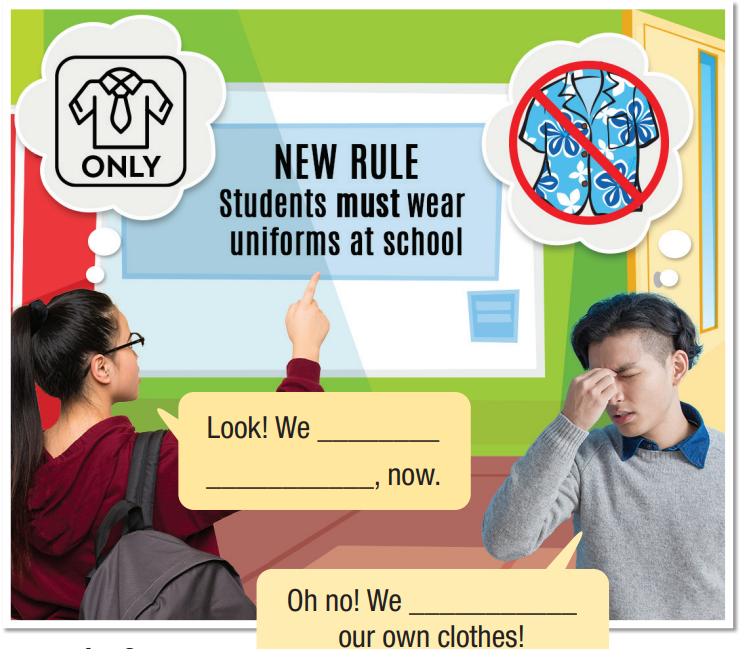 ONLY
NEW RULE
Students must wear
uniforms at school
Look! We ________
___________, now.
Oh no! We ___________
our own clothes!